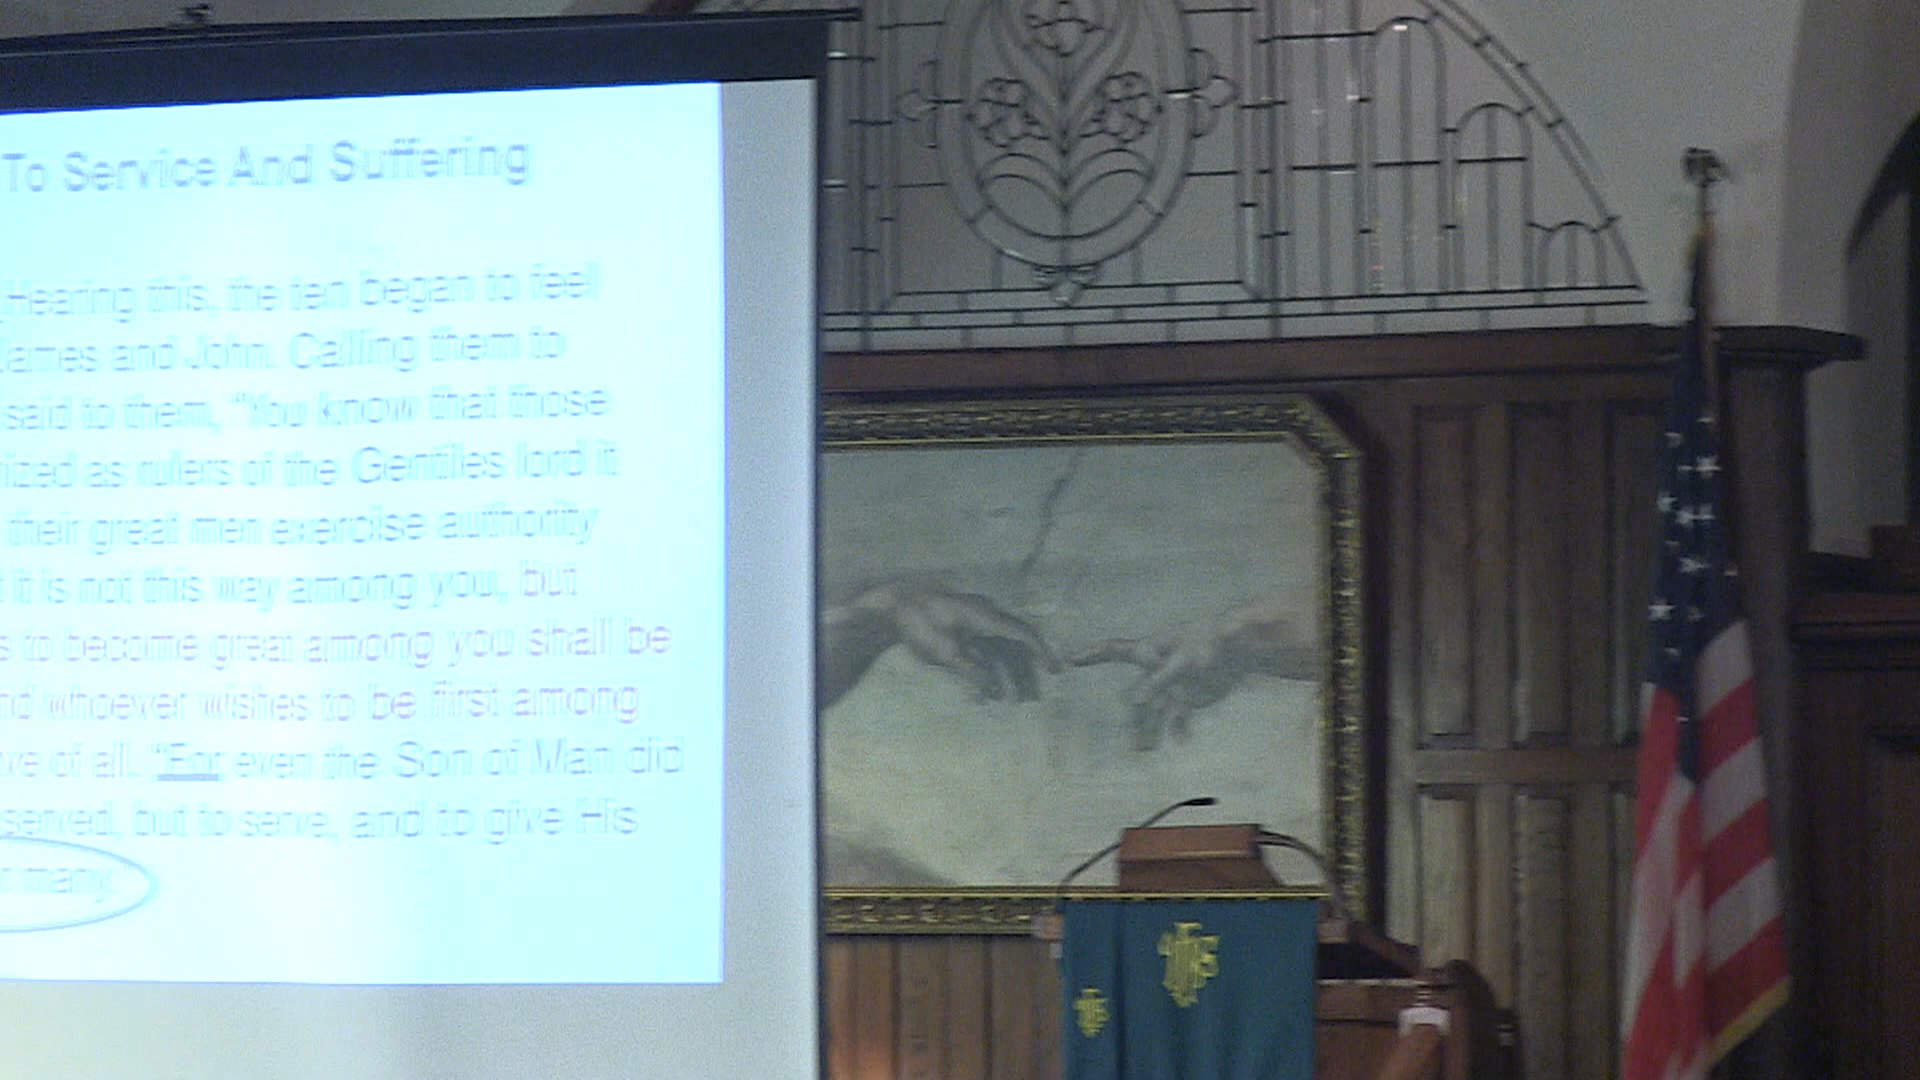 To Service And Suffering
Hearing this, the ten began to feel
James and John. Calling them to
said to them, "You know that those
nized as rulers of the Gentiles lord it
their great men exercise authority
it is not this way among you, but
s to become great among you shall be
nd whoever wishes to be first among
ve of all. "For even the Son of Man did
served, but to serve, and to give His
many.
IHS
IHS